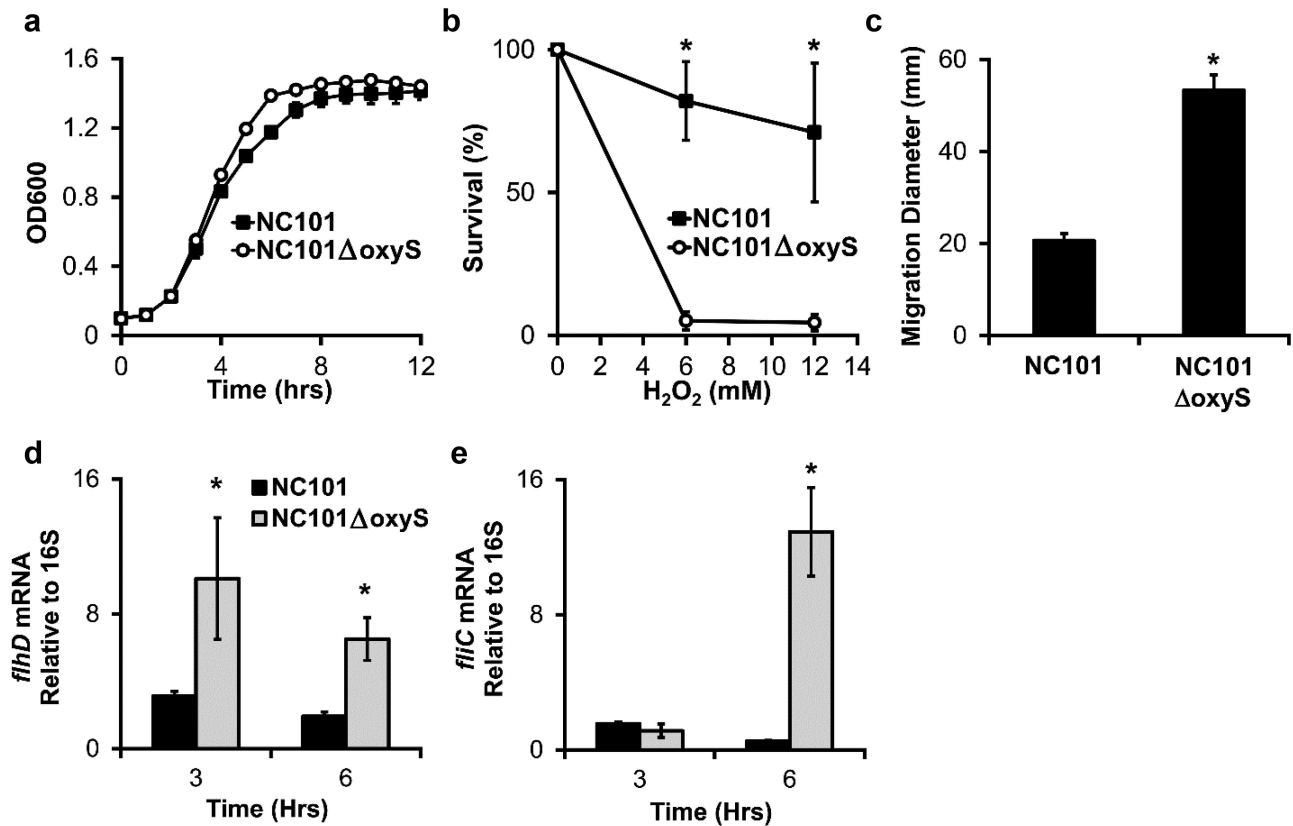 a
1.6
1.2
0.8
0.4
0
OD600
NC101
NC101ΔoxyS
0 4 8 12
Time (hrs)
b
100
50
0
Survival (%)
* *
NC101
NC101ΔoxyS
0 2 4 6 8 10 12 14
H₂O₂ (mM)
c
60
40
20
0
Migration Diameter (mm)
*
NC101
NC101
ΔoxyS
d
16
8
0
flhD mRNA
Relative to 16S
*
*
NC101
NC101ΔoxyS
3 6
Time (Hrs)
e
16
8
0
fliC mRNA
Relative to 16S
*
3 6
Time (Hrs)